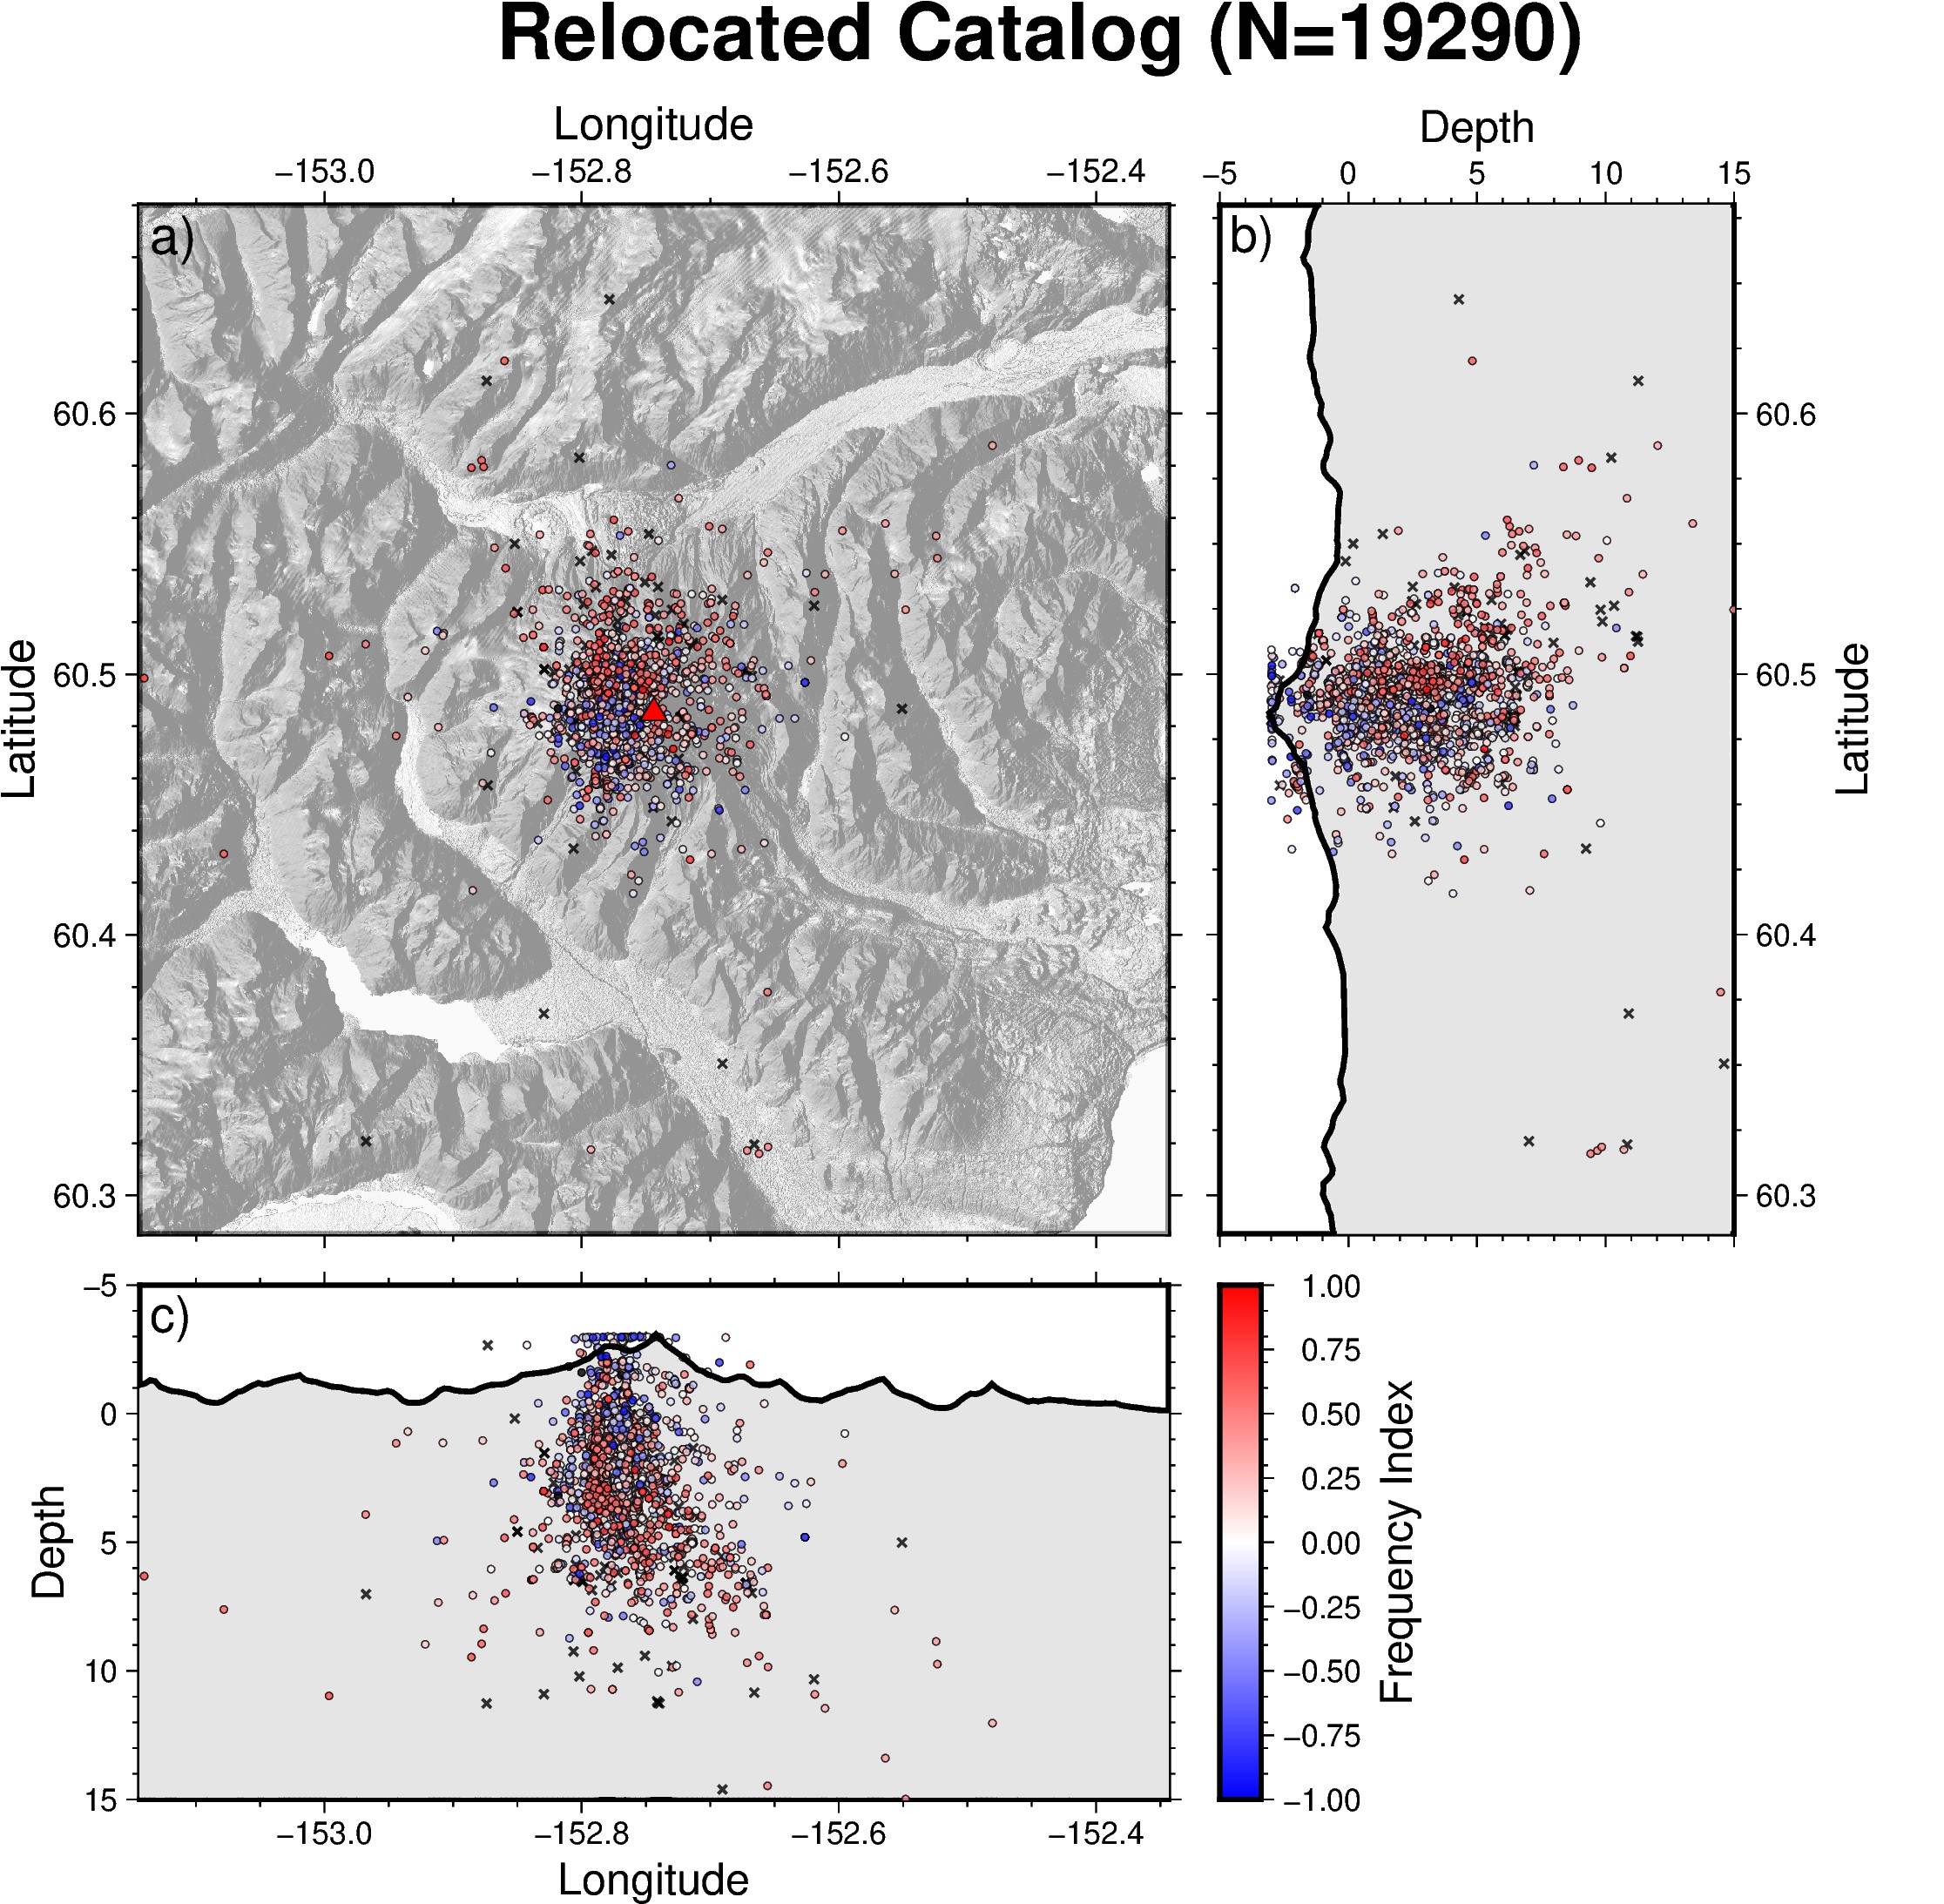 Relocated Catalog (N=19290)
Longitude
Depth
−153.0 −152.8 −152.6 −152.4
−5 0 5 10 15
a)
b)
60.6
60.5
60.4
60.3
Latitude
60.6
60.5
60.4
60.3
Latitude
c)
−5
0
5
10
15
Depth
−153.0 −152.8 −152.6 −152.4
Longitude
1.00
0.75
0.50
0.25
0.00
−0.25
−0.50
−0.75
−1.00
Frequency Index